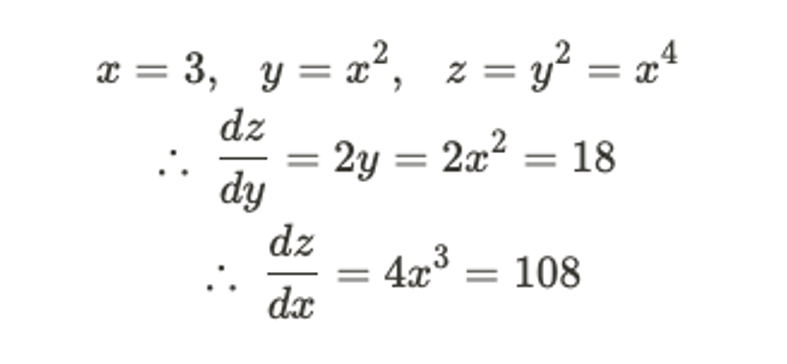 x = 3, y = x², z = y² = x⁴
∴ dz/dy = 2y = 2x² = 18
∴ dz/dx = 4x³ = 108